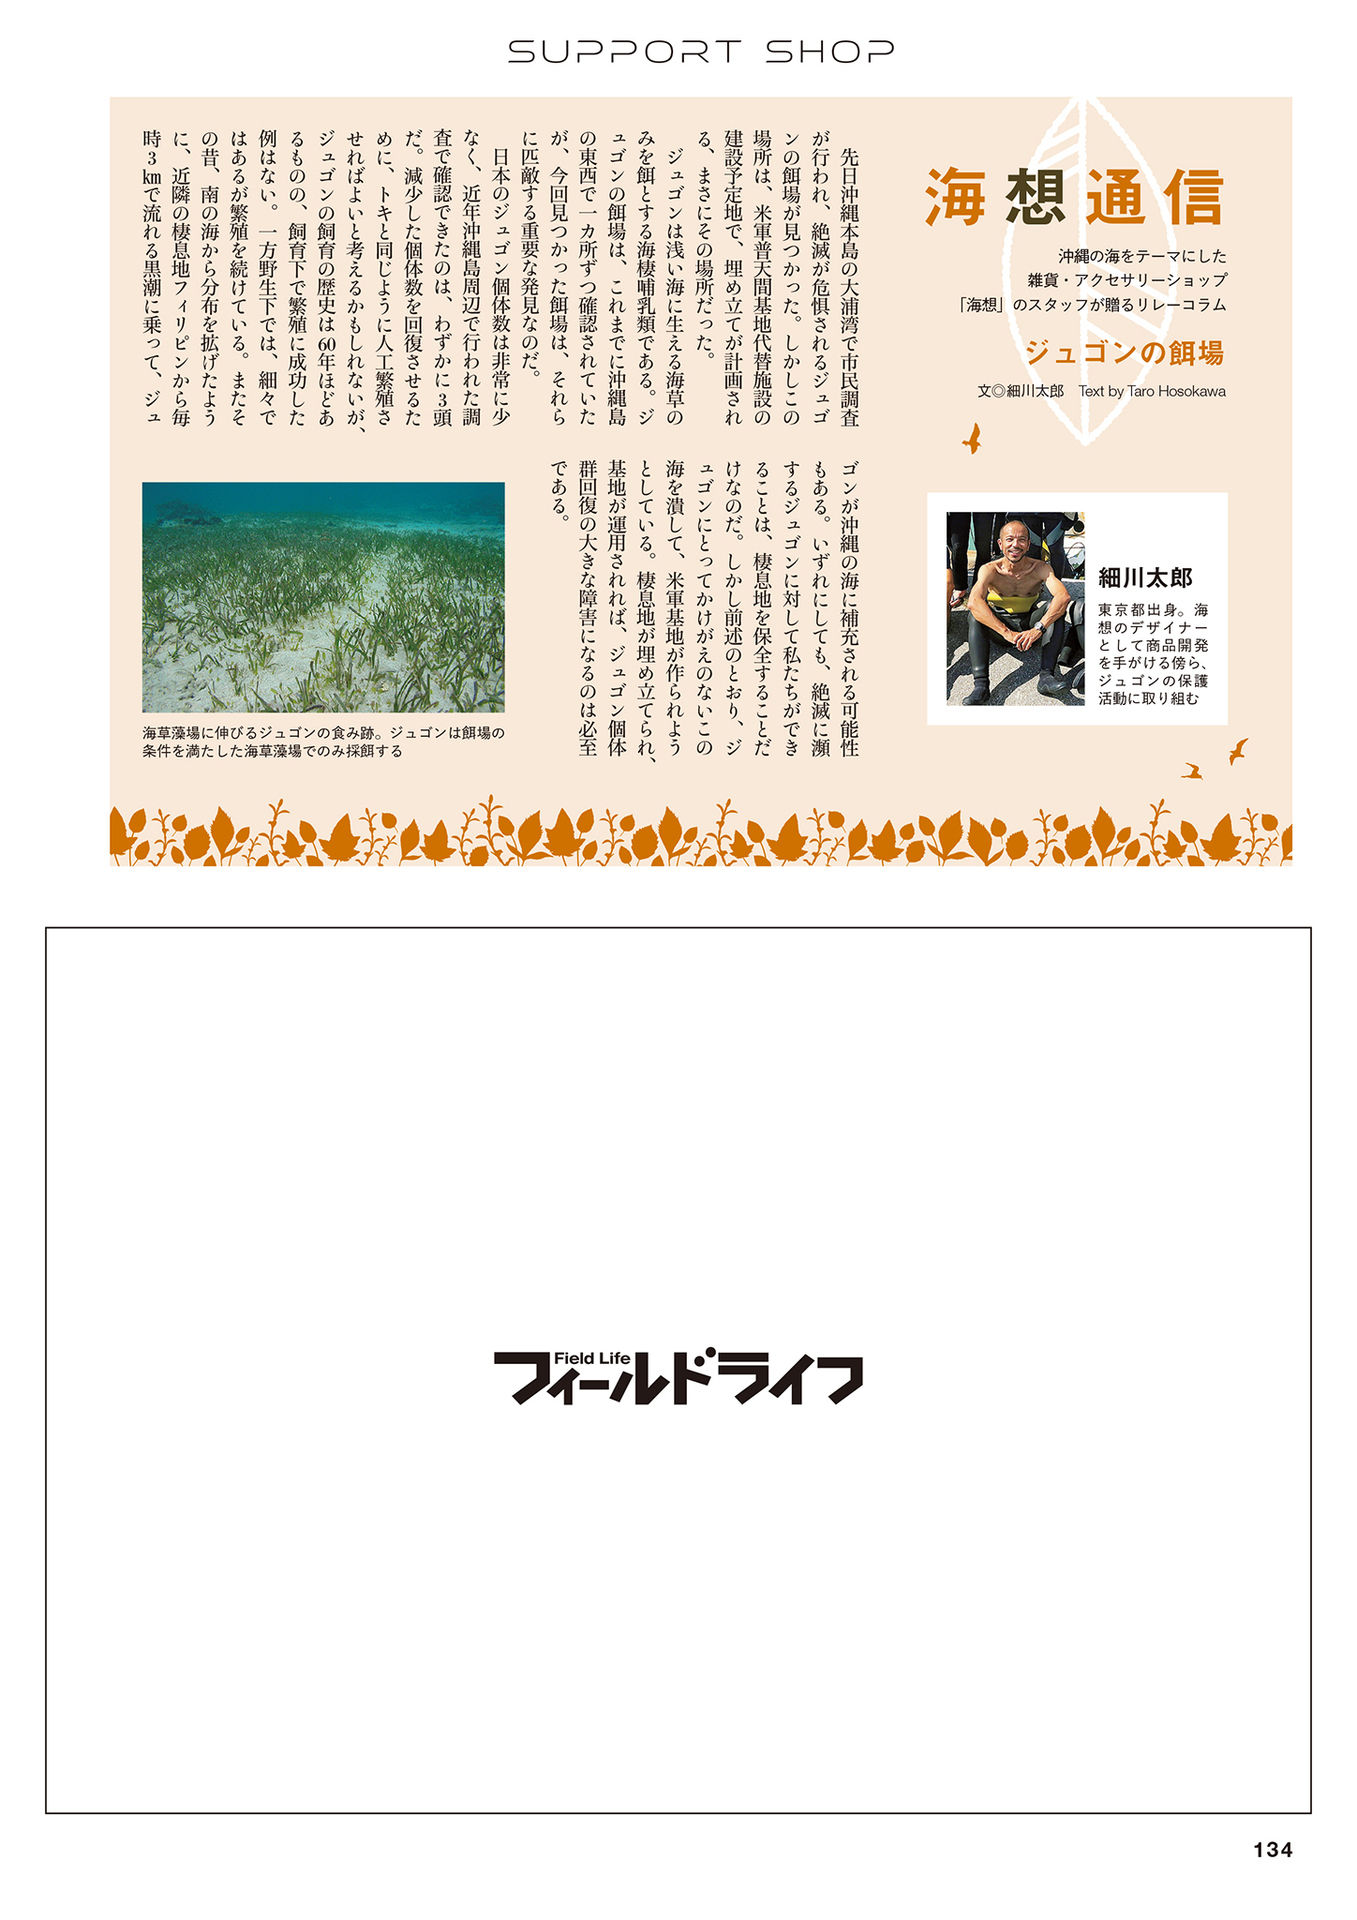 SUPPORT SHOP
海想通信
沖縄の海をテーマにした
雑貨・アクセサリーショップ
「海想」のスタッフが贈るリレーコラム
ジュゴンの餌場
文◎細川太郎 Text by Taro Hosokawa
先日沖縄本島の大浦湾で市民調査
が行われ、絶滅が危惧されるジュゴ
ンの餌場が見つかった。しかしこの
場所は、米軍普天間基地代替施設の
建設予定地で、埋め立てが計画され
る、まさにその場所だった。
ジュゴンは浅い海に生える海草の
みを餌とする海棲哺乳類である。ジ
ュゴンの餌場は、これまでに沖縄島
の東西で一カ所ずつ確認されていた
が、今回見つかった餌場は、それら
に匹敵する重要な発見なのだ。
日本のジュゴン個体数は非常に少
なく、近年沖縄島周辺で行われた調
査で確認できたのは、わずかに3頭
だ。減少した個体数を回復させるた
めに、トキと同じように人工繁殖さ
せればよいと考えるかもしれないが、
ジュゴンの飼育の歴史は60年ほどあ
るものの、飼育下で繁殖に成功した
例はない。一方野生下では、細々で
はあるが繁殖を続けている。またそ
の昔、南の海から分布を拡げたよう
に、近隣の棲息地フィリピンから毎
時3㎞で流れる黒潮に乗って、ジュ
ゴンが沖縄の海に補充される可能性
もある。いずれにしても、絶滅に瀕
するジュゴンに対して私たちができ
ることは、棲息地を保全することだ
けなのだ。しかし前述のとおり、ジ
ュゴンにとってかけがえのないこの
海を潰して、米軍基地が作られよう
としている。棲息地が埋め立てられ、
基地が運用されれば、ジュゴン個体
群回復の大きな障害になるのは必至
である。
細川太郎
東京都出身。海
想のデザイナー
として商品開発
を手がける傍ら、
ジュゴンの保護
活動に取り組む
海草藻場に伸びるジュゴンの食み跡。ジュゴンは餌場の
条件を満たした海草藻場でのみ採餌する
Field Life
フィールドライフ
134